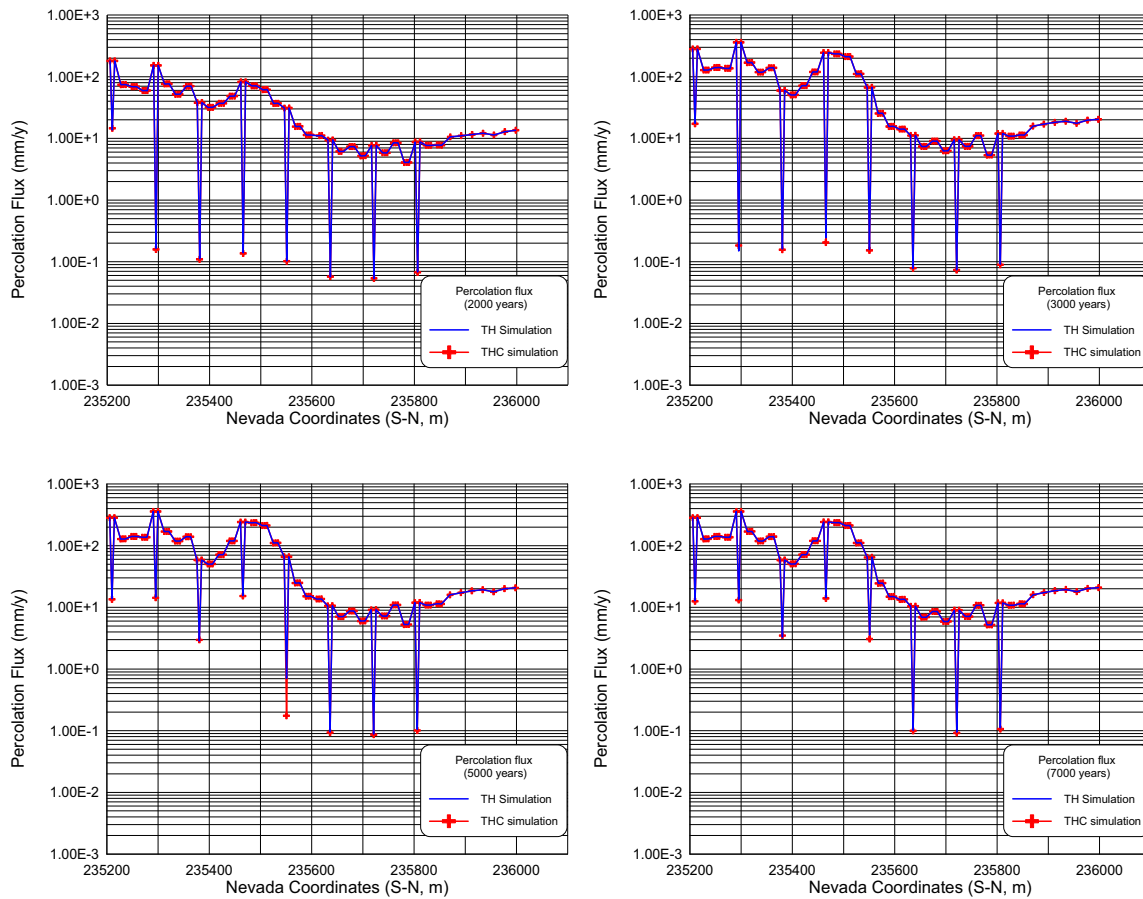 1.00E+3
1.00E+2
1.00E+1
1.00E+0
1.00E-1
1.00E-2
1.00E-3
Percolation Flux (mm/y)
235200 235400 235600 235800 236000
Nevada Coordinates (S-N, m)
Percolation flux
(2000 years)
TH Simulation
THC simulation
1.00E+3
1.00E+2
1.00E+1
1.00E+0
1.00E-1
1.00E-2
1.00E-3
Percolation Flux (mm/y)
235200 235400 235600 235800 236000
Nevada Coordinates (S-N, m)
Percolation flux
(3000 years)
TH Simulation
THC simulation
1.00E+3
1.00E+2
1.00E+1
1.00E+0
1.00E-1
1.00E-2
1.00E-3
Percolation Flux (mm/y)
235200 235400 235600 235800 236000
Nevada Coordinates (S-N, m)
Percolation flux
(5000 years)
TH Simulation
THC simulation
1.00E+3
1.00E+2
1.00E+1
1.00E+0
1.00E-1
1.00E-2
1.00E-3
Percolation Flux (mm/y)
235200 235400 235600 235800 236000
Nevada Coordinates (S-N, m)
Percolation flux
(7000 years)
TH Simulation
THC simulation